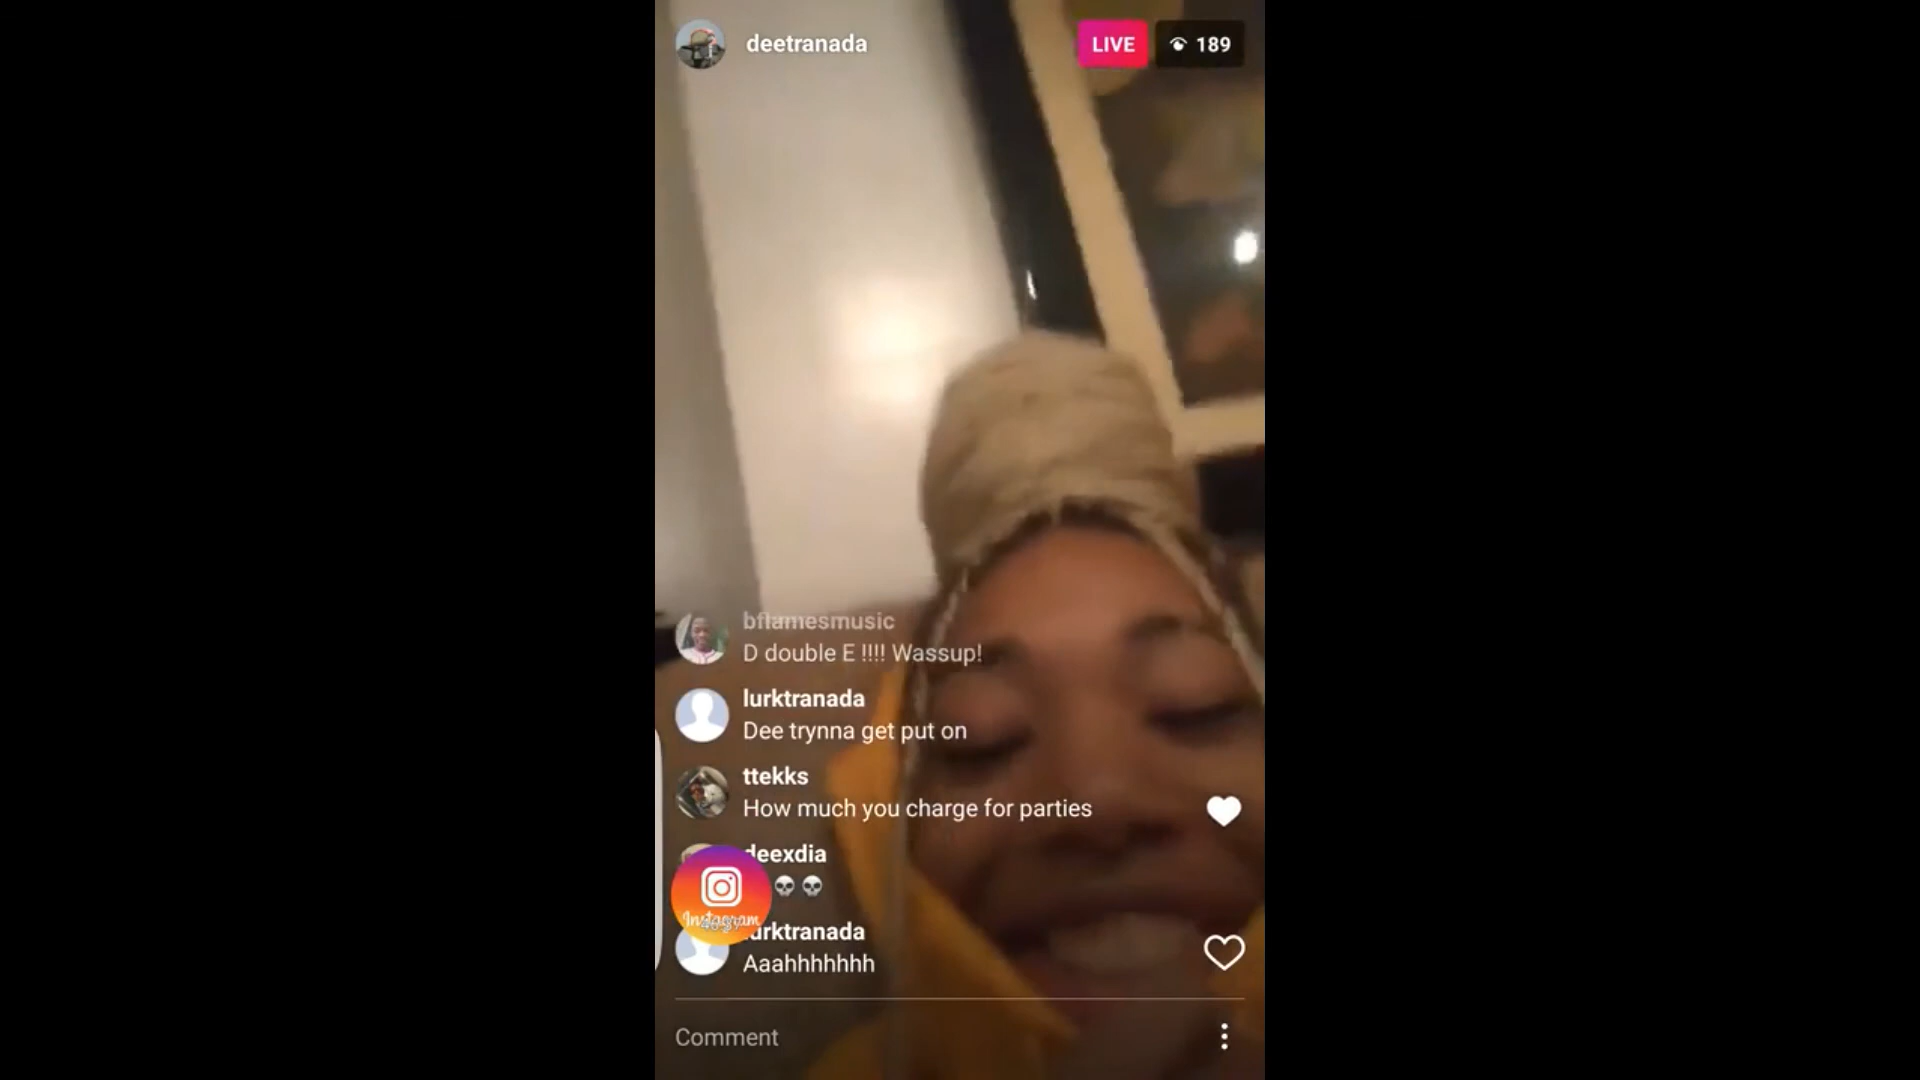 deetranada
LIVE
189
bflamesmusic
D double E !!!! Wassup!
lurktranada
Dee trynna get put on
ttekks
How much you charge for parties
deexdia
💀💀
Instagram
urktranada
Aaahhhhhhh
Comment